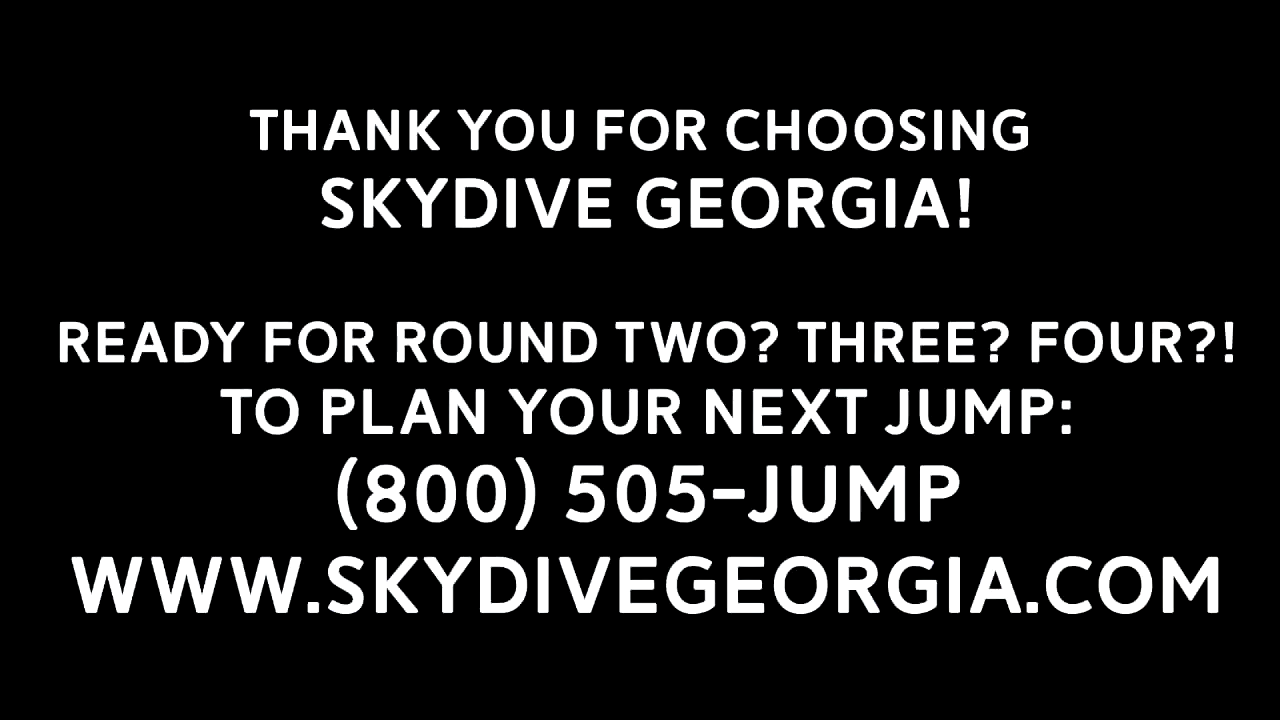 THANK YOU FOR CHOOSING
SKYDIVE GEORGIA!
READY FOR ROUND TWO? THREE? FOUR?!
TO PLAN YOUR NEXT JUMP:
(800) 505-JUMP
WWW.SKYDIVEGEORGIA.COM